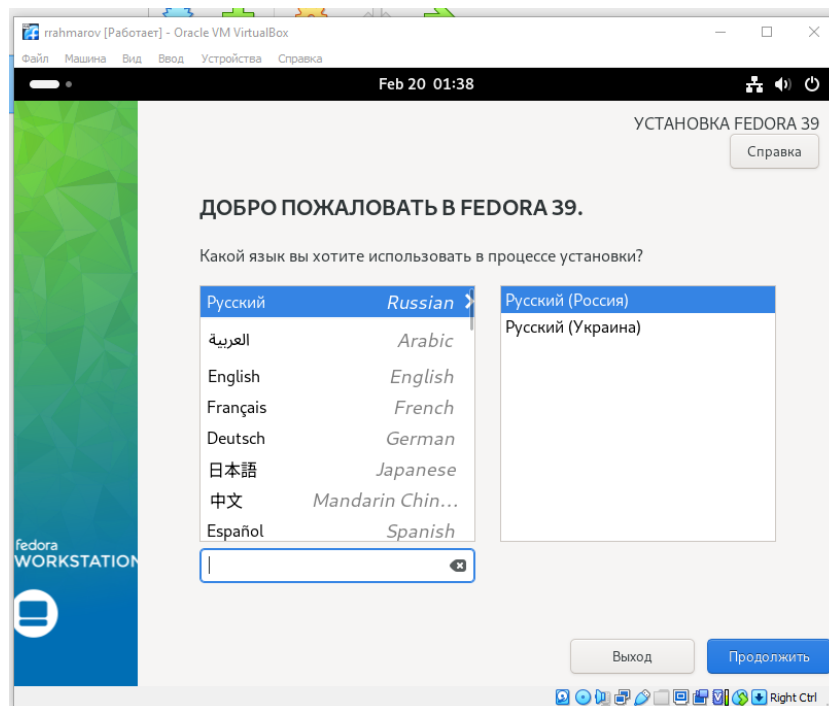 rrahmarov [Работает] - Oracle VM VirtualBox
Файл Машина Вид Ввод Устройства Справка
Feb 20 01:38
УСТАНОВКА FEDORA 39
Справка
ДОБРО ПОЖАЛОВАТЬ В FEDORA 39.
Какой язык вы хотите использовать в процессе установки?
Русский Russian
العربية Arabic
English English
Français French
Deutsch German
日本語 Japanese
中文 Mandarin Chin...
Español Spanish
Русский (Россия)
Русский (Украина)
fedora
WORKSTATION
Выход
Продолжить
Right Ctrl